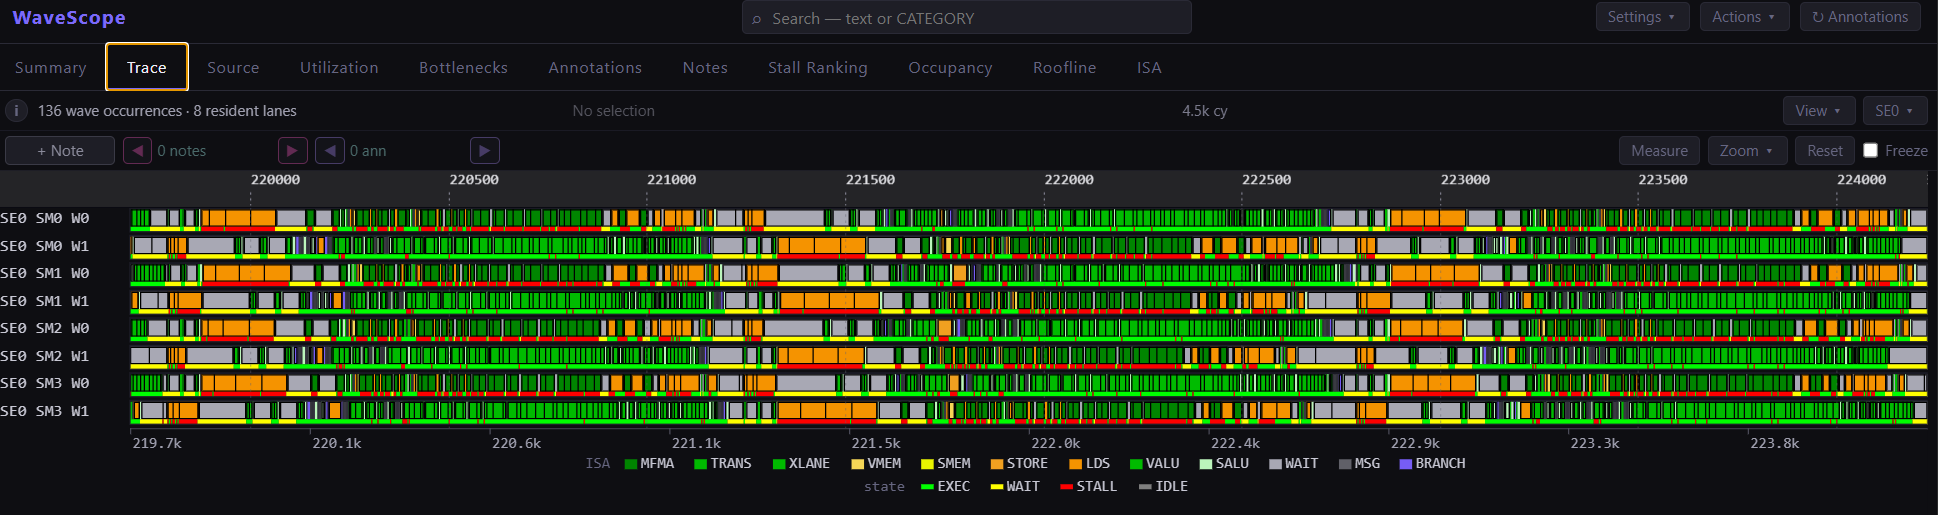 WaveScope
⌕ Search — text or CATEGORY
Settings ▾ Actions ▾ ↻ Annotations
Summary Trace Source Utilization Bottlenecks Annotations Notes Stall Ranking Occupancy Roofline ISA
i 136 wave occurrences · 8 resident lanes No selection 4.5k cy View ▾ SE0 ▾
+ Note ◀ 0 notes ▶ ◀ 0 ann ▶ Measure Zoom ▾ Reset Freeze
220000 220500 221000 221500 222000 222500 223000 223500 224000
SE0 SM0 W0
SE0 SM0 W1
SE0 SM1 W0
SE0 SM1 W1
SE0 SM2 W0
SE0 SM2 W1
SE0 SM3 W0
SE0 SM3 W1
219.7k 220.1k 220.6k 221.1k 221.5k 222.0k 222.4k 222.9k 223.3k 223.8k
ISA MFMA TRANS XLANE VMEM SMEM STORE LDS VALU SALU WAIT MSG BRANCH
state EXEC WAIT STALL IDLE